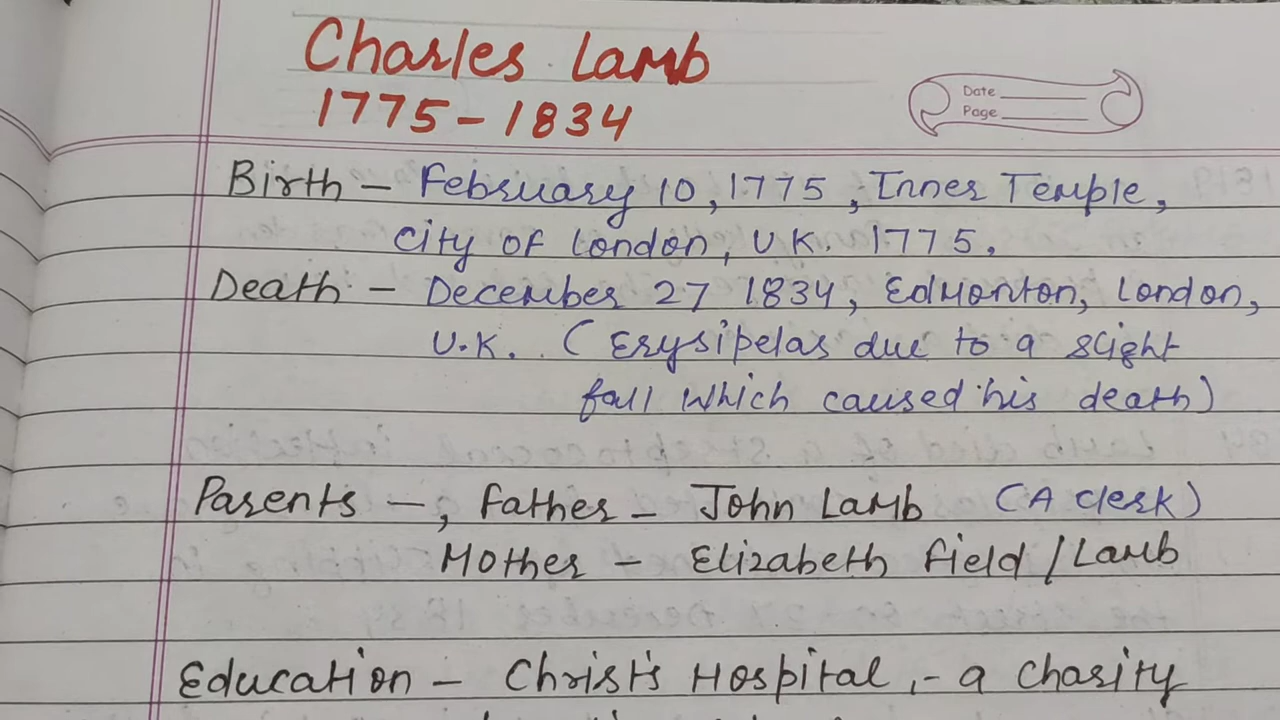 Charles Lamb
1775 - 1834
Date
Page
Birth - February 10, 1775, Inner Temple,
City of London, U.K. 1775.
Death - December 27 1834, Edmonton, London,
U.K. (Erysipelas due to a slight
fall which caused his death)
Parents -, Father - John Lamb (A clerk)
Mother - Elizabeth Field / Lamb
Education - Christ's Hospital, - a charity